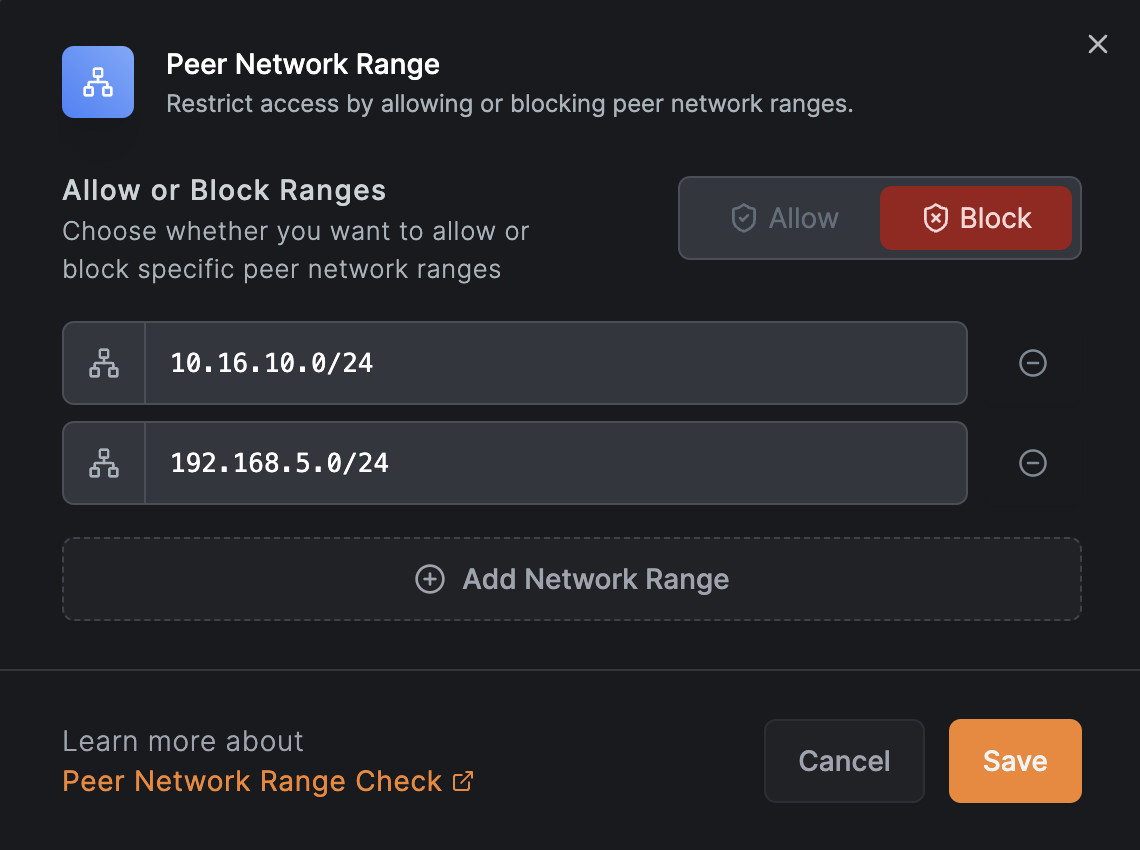 Peer Network Range
Restrict access by allowing or blocking peer network ranges.
Allow or Block Ranges
Choose whether you want to allow or
block specific peer network ranges
Allow
Block
10.16.10.0/24
192.168.5.0/24
Add Network Range
Learn more about
Peer Network Range Check
Cancel
Save